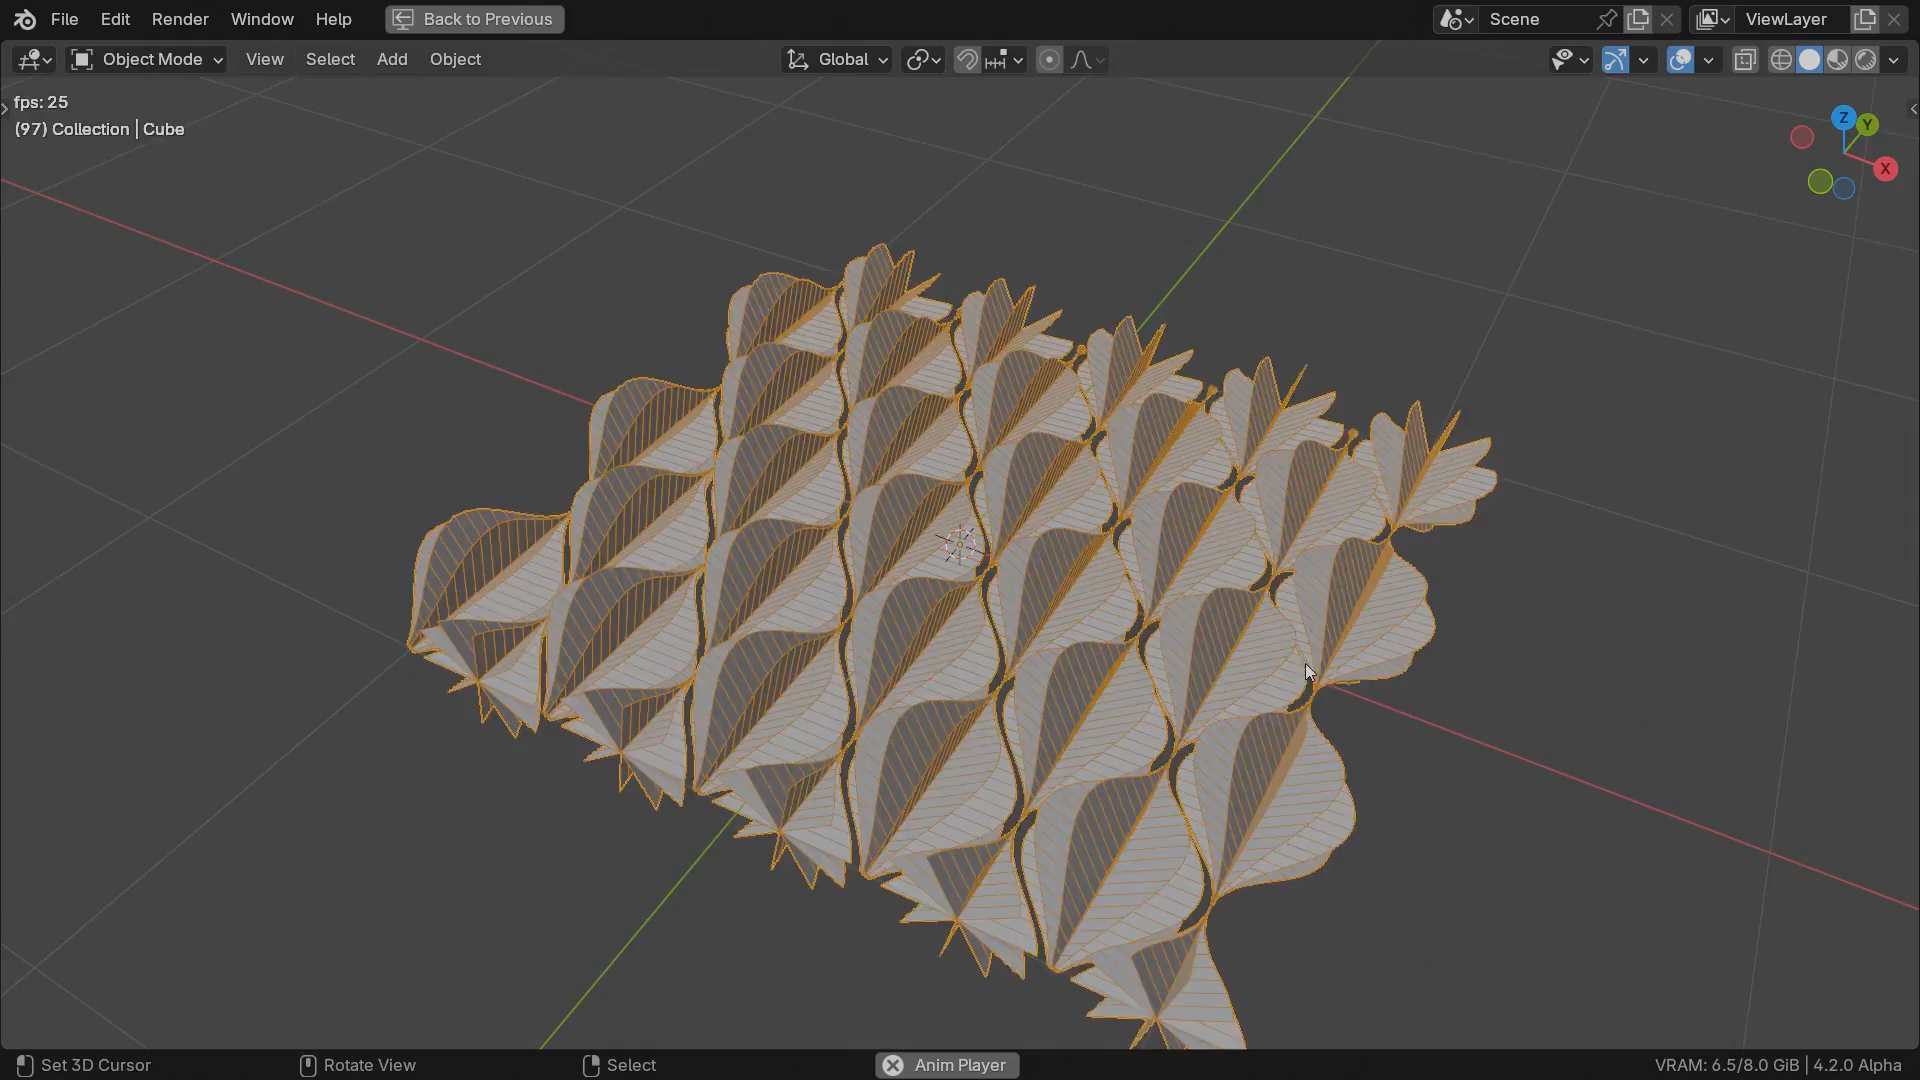 File Edit Render Window Help Back to Previous Scene ViewLayer
Object Mode View Select Add Object Global
fps: 25
(97) Collection | Cube
Z Y
X
Set 3D Cursor Rotate View Select Anim Player VRAM: 6.5/8.0 GiB | 4.2.0 Alpha